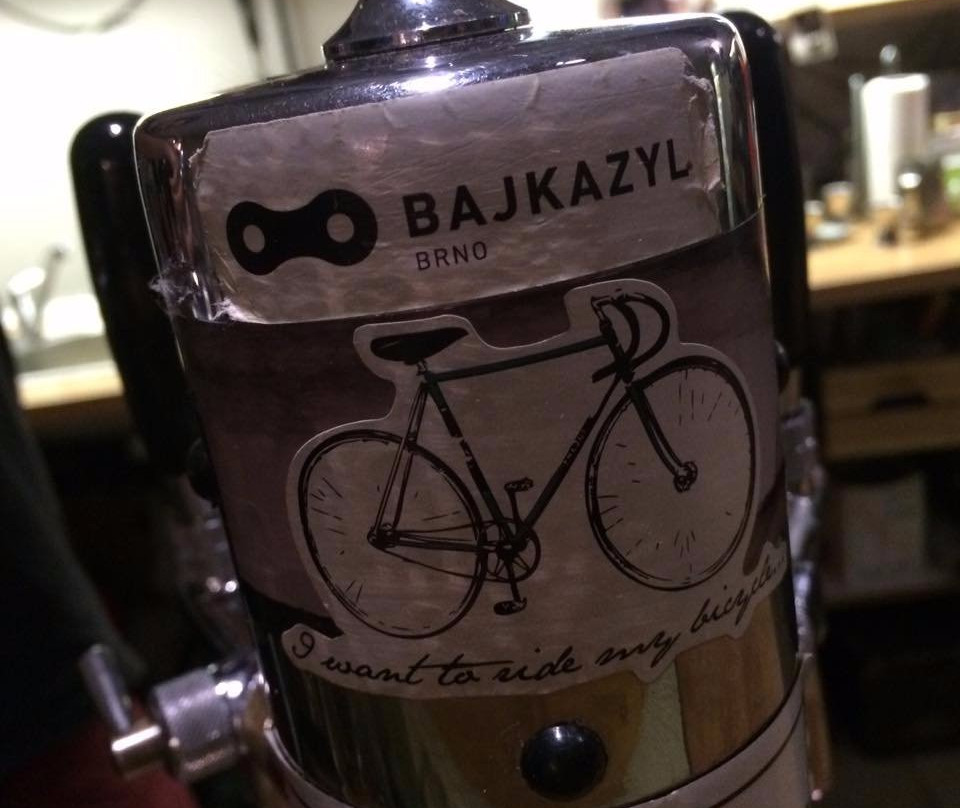 BAJKAZYL
BRNO
I want to ride my bicycle...